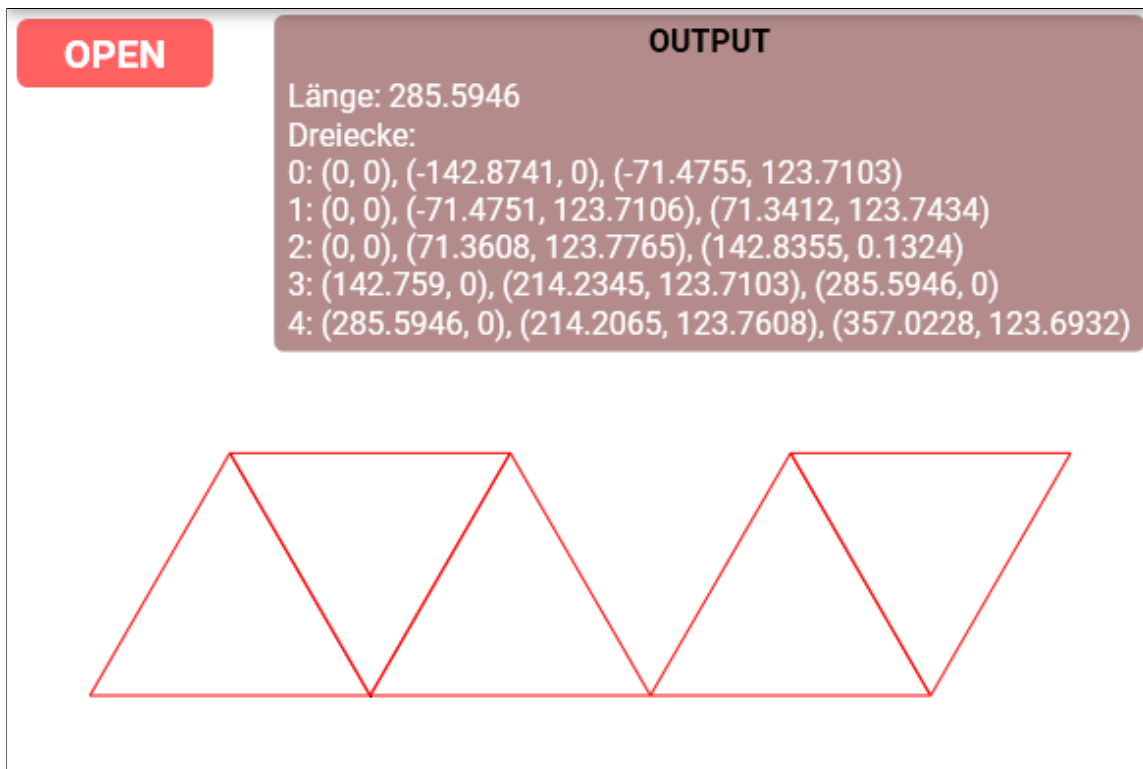 OPEN
OUTPUT
Länge: 285.5946
Dreiecke:
0: (0, 0), (-142.8741, 0), (-71.4755, 123.7103)
1: (0, 0), (-71.4751, 123.7106), (71.3412, 123.7434)
2: (0, 0), (71.3608, 123.7765), (142.8355, 0.1324)
3: (142.759, 0), (214.2345, 123.7103), (285.5946, 0)
4: (285.5946, 0), (214.2065, 123.7608), (357.0228, 123.6932)